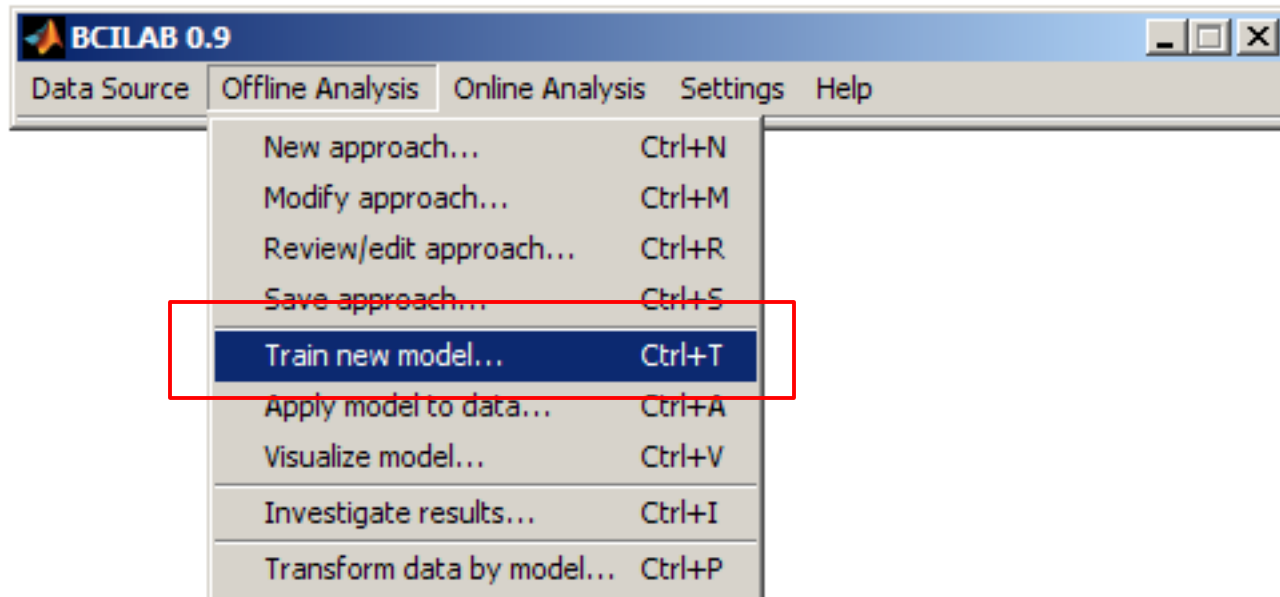 BCILAB 0.9
Data Source Offline Analysis Online Analysis Settings Help
New approach... Ctrl+N
Modify approach... Ctrl+M
Review/edit approach... Ctrl+R
Save approach... Ctrl+S
Train new model... Ctrl+T
Apply model to data... Ctrl+A
Visualize model... Ctrl+V
Investigate results... Ctrl+I
Transform data by model... Ctrl+P